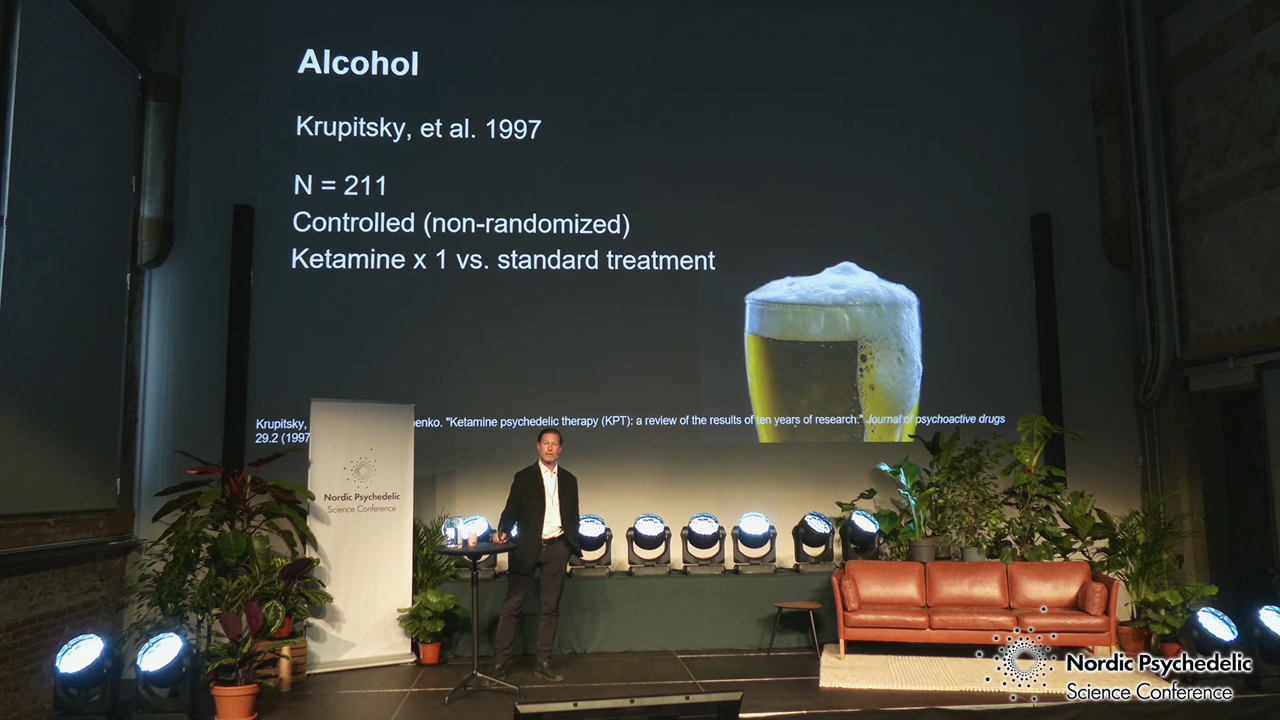 Alcohol
Krupitsky, et al. 1997
N = 211
Controlled (non-randomized)
Ketamine x 1 vs. standard treatment
Krupitsky, enko. "Ketamine psychedelic therapy (KPT): a review of the results of ten years of research." Journal of psychoactive drugs
29.2 (1997
Nordic Psychedelic
Science Conference
Nordic Psychedelic
Science Conference